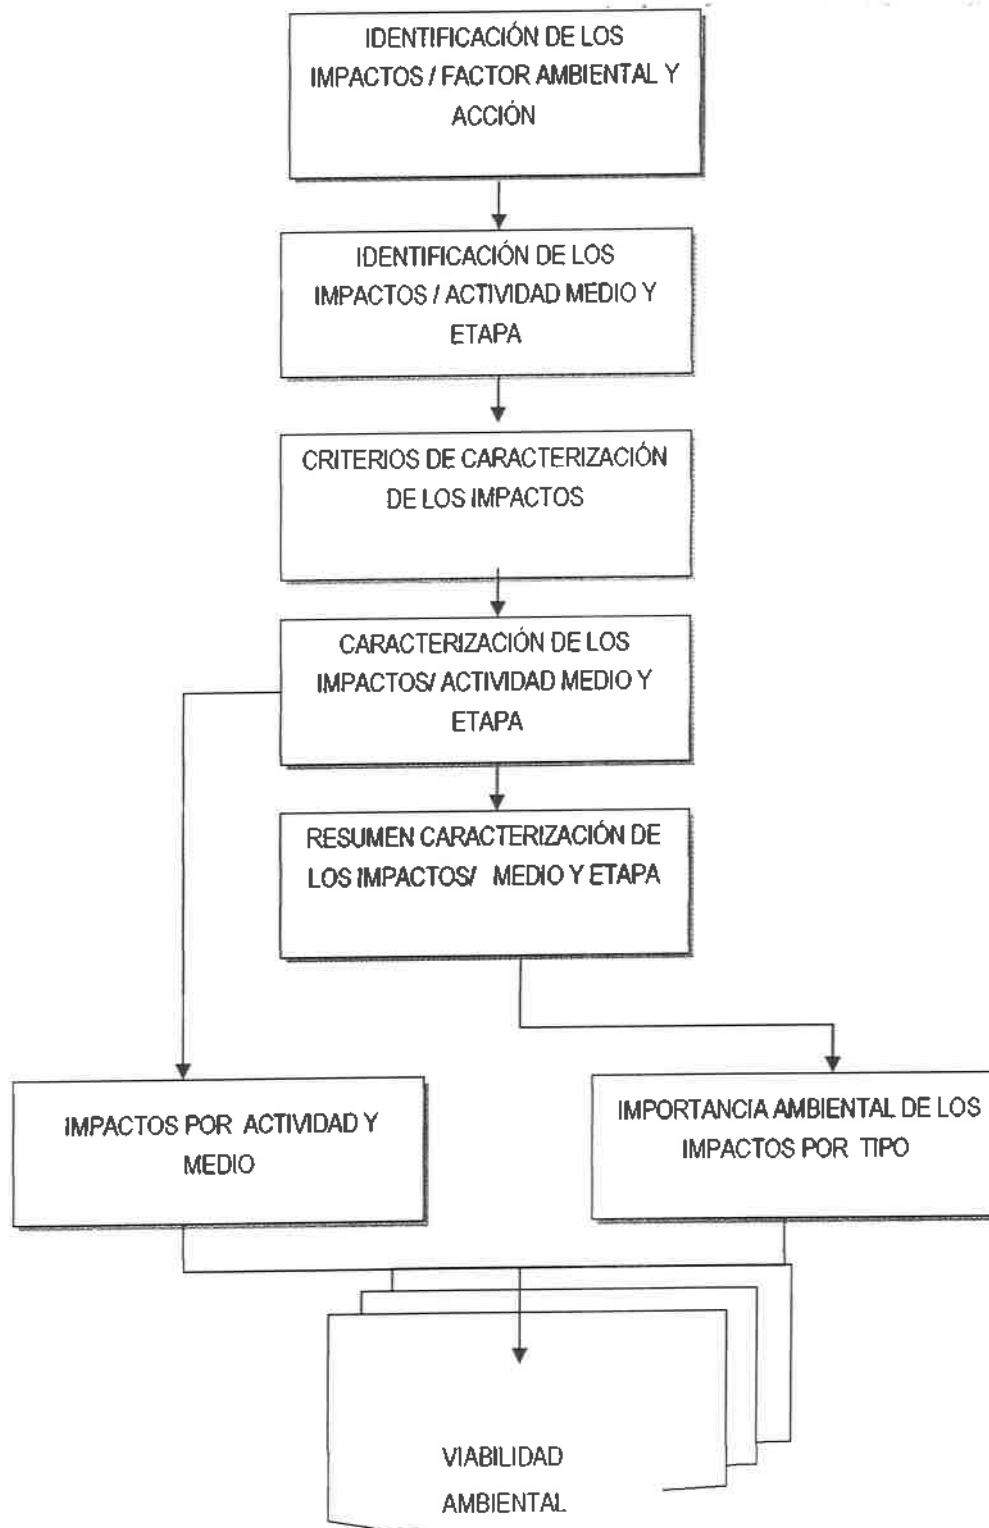 IDENTIFICACIÓN DE LOS
IMPACTOS / FACTOR AMBIENTAL Y
ACCIÓN
IDENTIFICACIÓN DE LOS
IMPACTOS / ACTIVIDAD MEDIO Y
ETAPA
CRITERIOS DE CARACTERIZACIÓN
DE LOS IMPACTOS
CARACTERIZACIÓN DE LOS
IMPACTOS/ ACTIVIDAD MEDIO Y
ETAPA
RESUMEN CARACTERIZACIÓN DE
LOS IMPACTOS/ MEDIO Y ETAPA
IMPACTOS POR ACTIVIDAD Y
MEDIO
IMPORTANCIA AMBIENTAL DE LOS
IMPACTOS POR TIPO
VIABILIDAD
AMBIENTAL